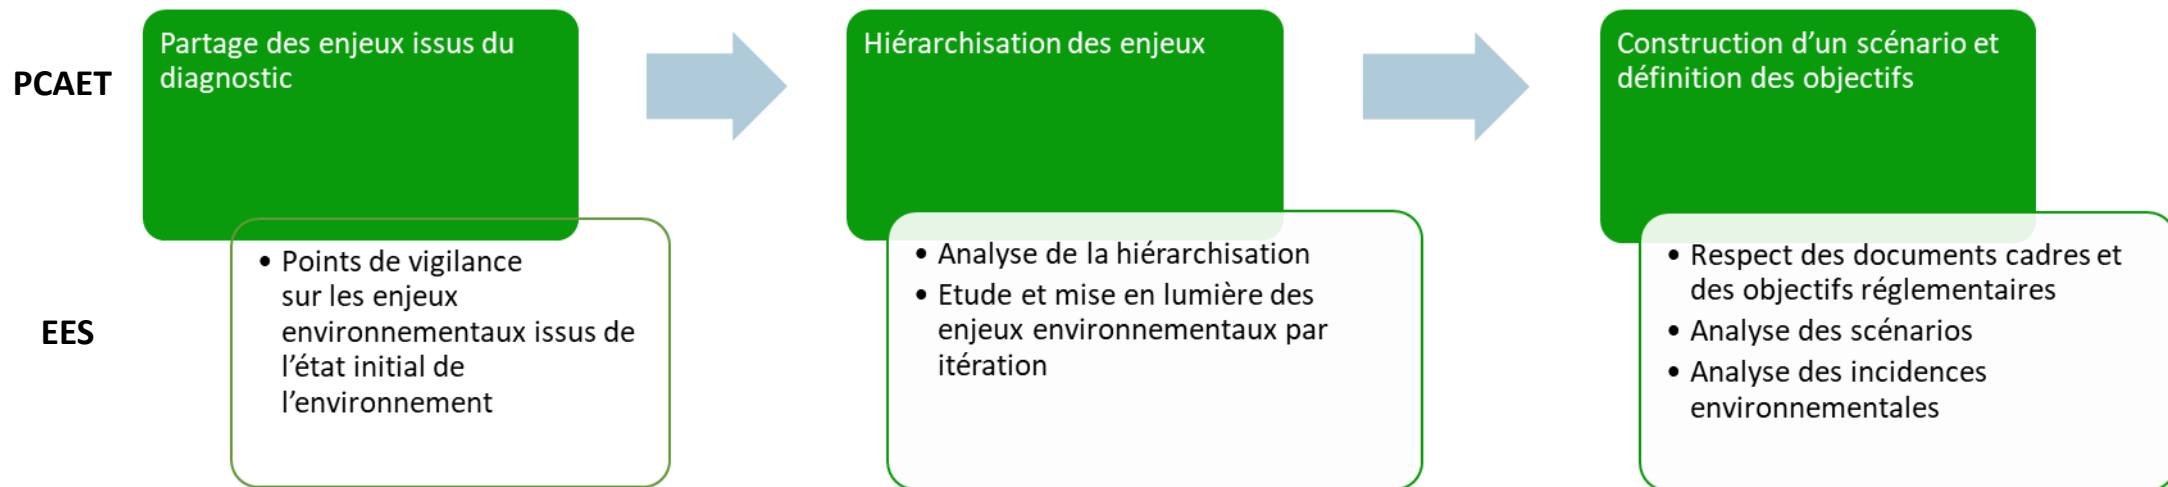 PCAET
Partage des enjeux issus du
diagnostic
Hiérarchisation des enjeux
Construction d’un scénario et
définition des objectifs
EES
• Points de vigilance
sur les enjeux
environnementaux issus de
l’état initial de
l’environnement
• Analyse de la hiérarchisation
• Etude et mise en lumière des
enjeux environnementaux par
itération
• Respect des documents cadres et
des objectifs réglementaires
• Analyse des scénarios
• Analyse des incidences
environnementales